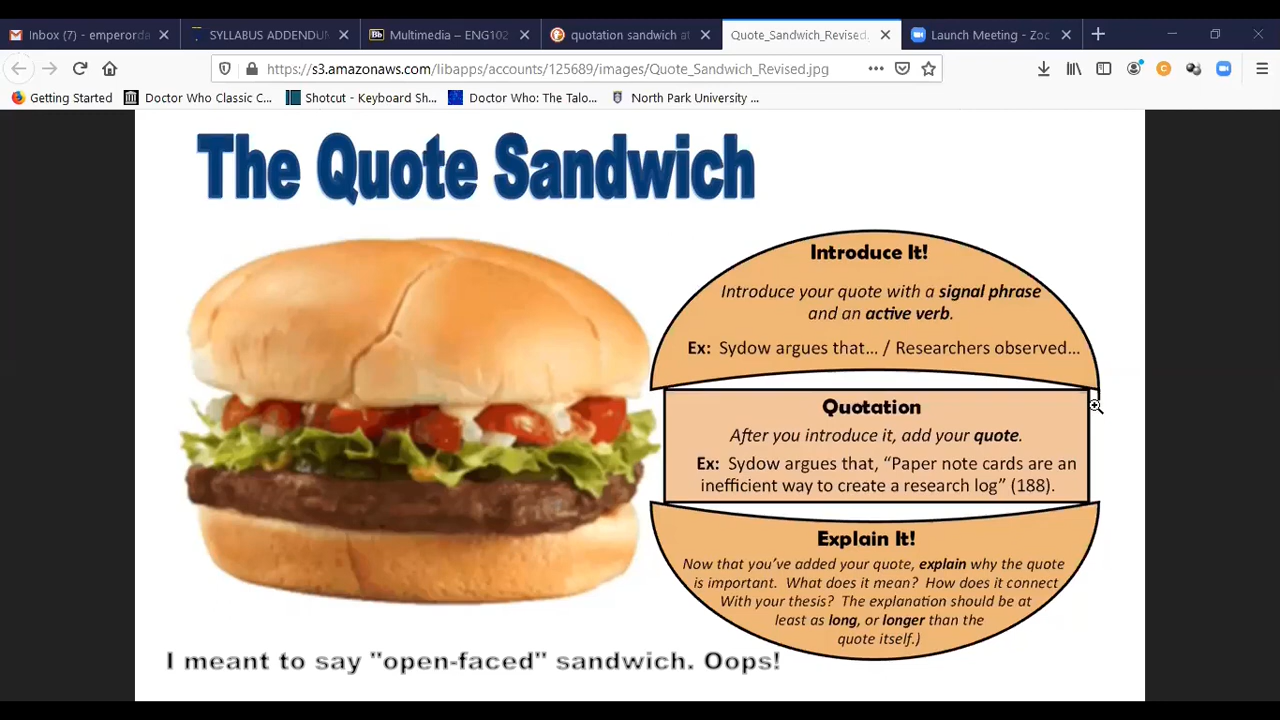 Inbox (7) - emperorda
SYLLABUS ADDENDU
Bb Multimedia – ENG102
quotation sandwich at
Quote_Sandwich_Revised.
Launch Meeting - Zoc
https://s3.amazonaws.com/libapps/accounts/125689/images/Quote_Sandwich_Revised.jpg
Getting Started
Doctor Who Classic C...
Shotcut - Keyboard Sh...
Doctor Who: The Talo...
North Park University ...
The Quote Sandwich
Introduce It!
Introduce your quote with a signal phrase
and an active verb.
Ex: Sydow argues that... / Researchers observed...
Quotation
After you introduce it, add your quote.
Ex: Sydow argues that, “Paper note cards are an
inefficient way to create a research log” (188).
Explain It!
Now that you’ve added your quote, explain why the quote
is important. What does it mean? How does it connect
With your thesis? The explanation should be at
least as long, or longer than the
quote itself.)
I meant to say "open-faced" sandwich. Oops!